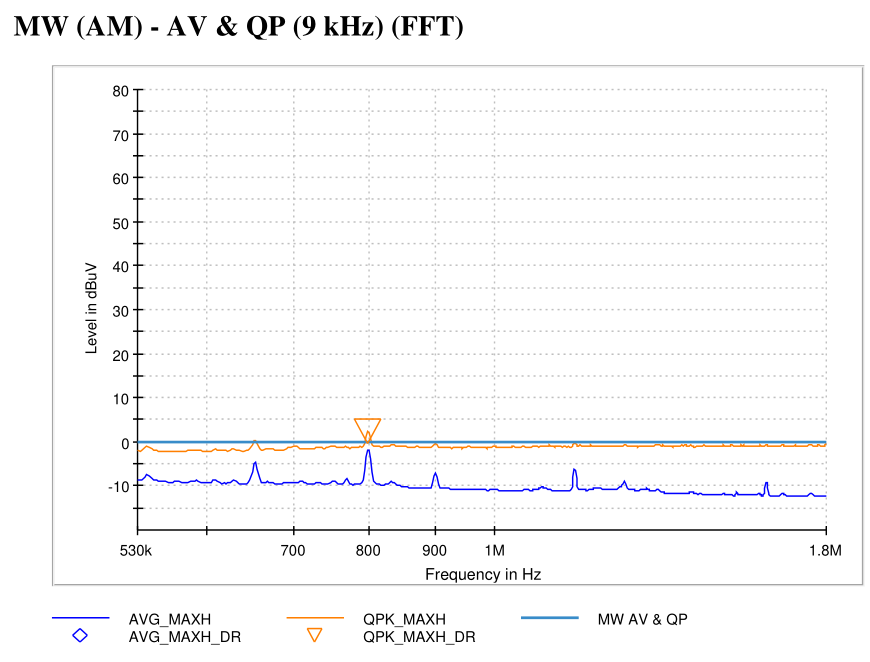 MW (AM) - AV & QP (9 kHz) (FFT)
80
70
60
50
40
30
20
10
0
-10
Level in dBuV
530k 700 800 900 1M 1.8M
Frequency in Hz
AVG_MAXH QPK_MAXH MW AV & QP
AVG_MAXH_DR QPK_MAXH_DR